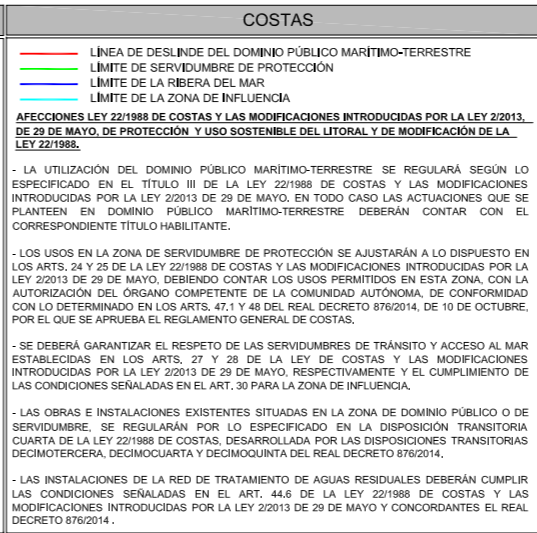 COSTAS
LÍNEA DE DESLINDE DEL DOMINIO PÚBLICO MARÍTIMO-TERRESTRE
LÍMITE DE SERVIDUMBRE DE PROTECCIÓN
LÍMITE DE LA RIBERA DEL MAR
LÍMITE DE LA ZONA DE INFLUENCIA
AFECCIONES LEY 22/1988 DE COSTAS Y LAS MODIFICACIONES INTRODUCIDAS POR LA LEY 2/2013,
DE 29 DE MAYO, DE PROTECCIÓN Y USO SOSTENIBLE DEL LITORAL Y DE MODIFICACIÓN DE LA
LEY 22/1988.
- LA UTILIZACIÓN DEL DOMINIO PÚBLICO MARÍTIMO-TERRESTRE SE REGULARÁ SEGÚN LO
ESPECIFICADO EN EL TÍTULO III DE LA LEY 22/1988 DE COSTAS Y LAS MODIFICACIONES
INTRODUCIDAS POR LA LEY 2/2013 DE 29 DE MAYO. EN TODO CASO LAS ACTUACIONES QUE SE
PLANTEEN EN DOMINIO PÚBLICO MARÍTIMO-TERRESTRE DEBERÁN CONTAR CON EL
CORRESPONDIENTE TÍTULO HABILITANTE.
- LOS USOS EN LA ZONA DE SERVIDUMBRE DE PROTECCIÓN SE AJUSTARÁN A LO DISPUESTO EN
LOS ARTS. 24 Y 25 DE LA LEY 22/1988 DE COSTAS Y LAS MODIFICACIONES INTRODUCIDAS POR LA
LEY 2/2013 DE 29 DE MAYO, DEBIENDO CONTAR LOS USOS PERMITIDOS EN ESTA ZONA, CON LA
AUTORIZACIÓN DEL ÓRGANO COMPETENTE DE LA COMUNIDAD AUTÓNOMA, DE CONFORMIDAD
CON LO DETERMINADO EN LOS ARTS. 47.1 Y 48 DEL REAL DECRETO 876/2014, DE 10 DE OCTUBRE,
POR EL QUE SE APRUEBA EL REGLAMENTO GENERAL DE COSTAS.
- SE DEBERÁ GARANTIZAR EL RESPETO DE LAS SERVIDUMBRES DE TRÁNSITO Y ACCESO AL MAR
ESTABLECIDAS EN LOS ARTS. 27 Y 28 DE LA LEY DE COSTAS Y LAS MODIFICACIONES
INTRODUCIDAS POR LA LEY 2/2013 DE 29 DE MAYO, RESPECTIVAMENTE Y EL CUMPLIMIENTO DE
LAS CONDICIONES SEÑALADAS EN EL ART. 30 PARA LA ZONA DE INFLUENCIA.
- LAS OBRAS E INSTALACIONES EXISTENTES SITUADAS EN LA ZONA DE DOMINIO PÚBLICO O DE
SERVIDUMBRE, SE REGULARÁN POR LO ESPECIFICADO EN LA DISPOSICIÓN TRANSITORIA
CUARTA DE LA LEY 22/1988 DE COSTAS, DESARROLLADA POR LAS DISPOSICIONES TRANSITORIAS
DECIMOTERCERA, DECIMOCUARTA Y DECIMOQUINTA DEL REAL DECRETO 876/2014.
- LAS INSTALACIONES DE LA RED DE TRATAMIENTO DE AGUAS RESIDUALES DEBERÁN CUMPLIR
LAS CONDICIONES SEÑALADAS EN EL ART. 44.6 DE LA LEY 22/1988 DE COSTAS Y LAS
MODIFICACIONES INTRODUCIDAS POR LA LEY 2/2013 DE 29 DE MAYO Y CONCORDANTES EL REAL
DECRETO 876/2014 .